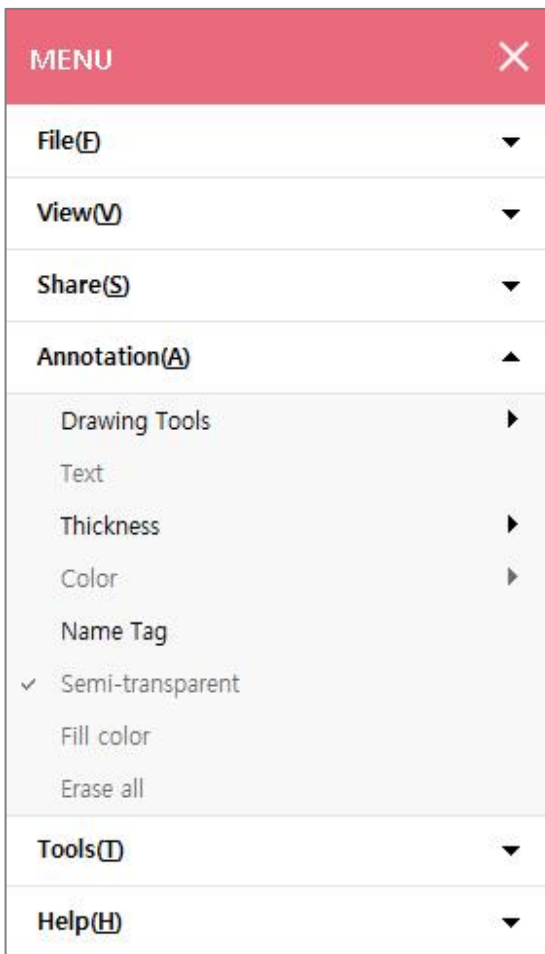 MENU
File(F)
View(V)
Share(S)
Annotation(A)
Drawing Tools
Text
Thickness
Color
Name Tag
Semi-transparent
Fill color
Erase all
Tools(T)
Help(H)